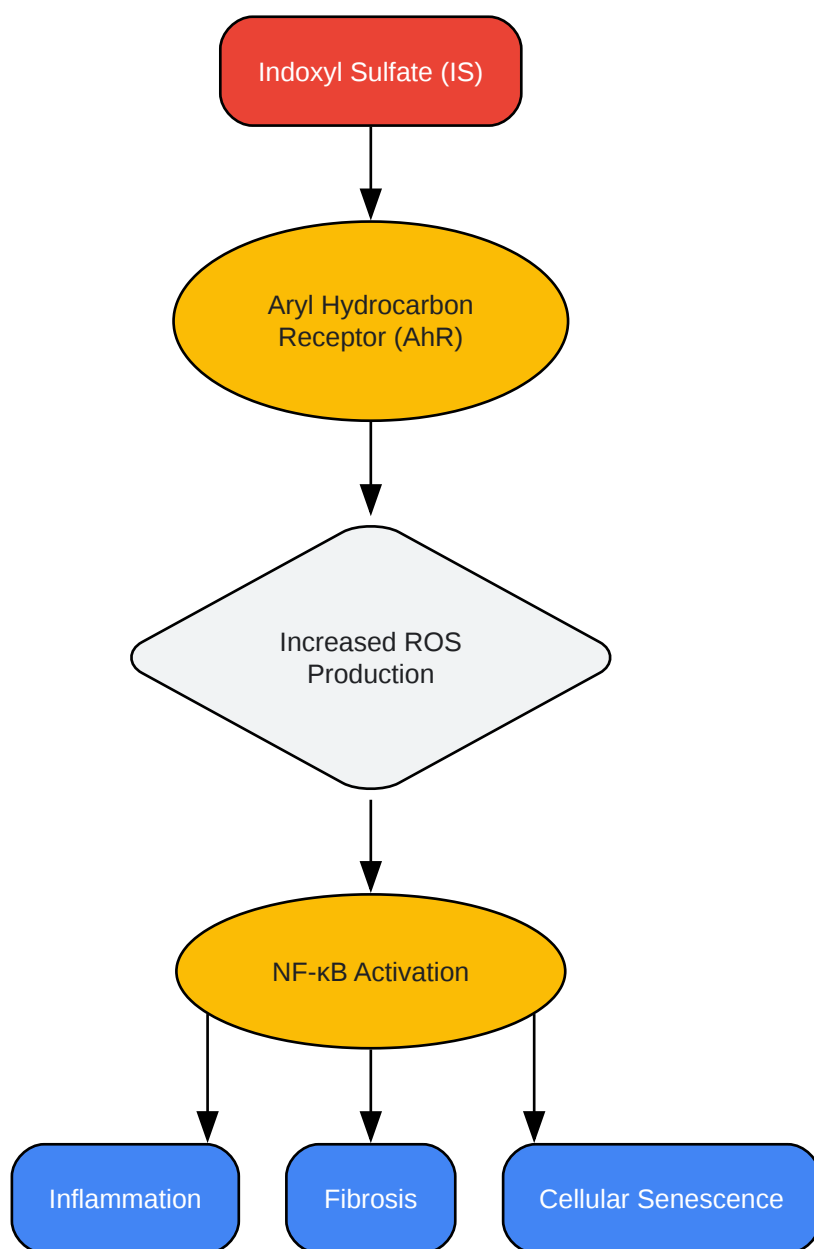 Indoxyl Sulfate (IS)
Aryl Hydrocarbon
Receptor (AhR)
Increased ROS
Production
NF-κB Activation
Inflammation
Fibrosis
Cellular Senescence